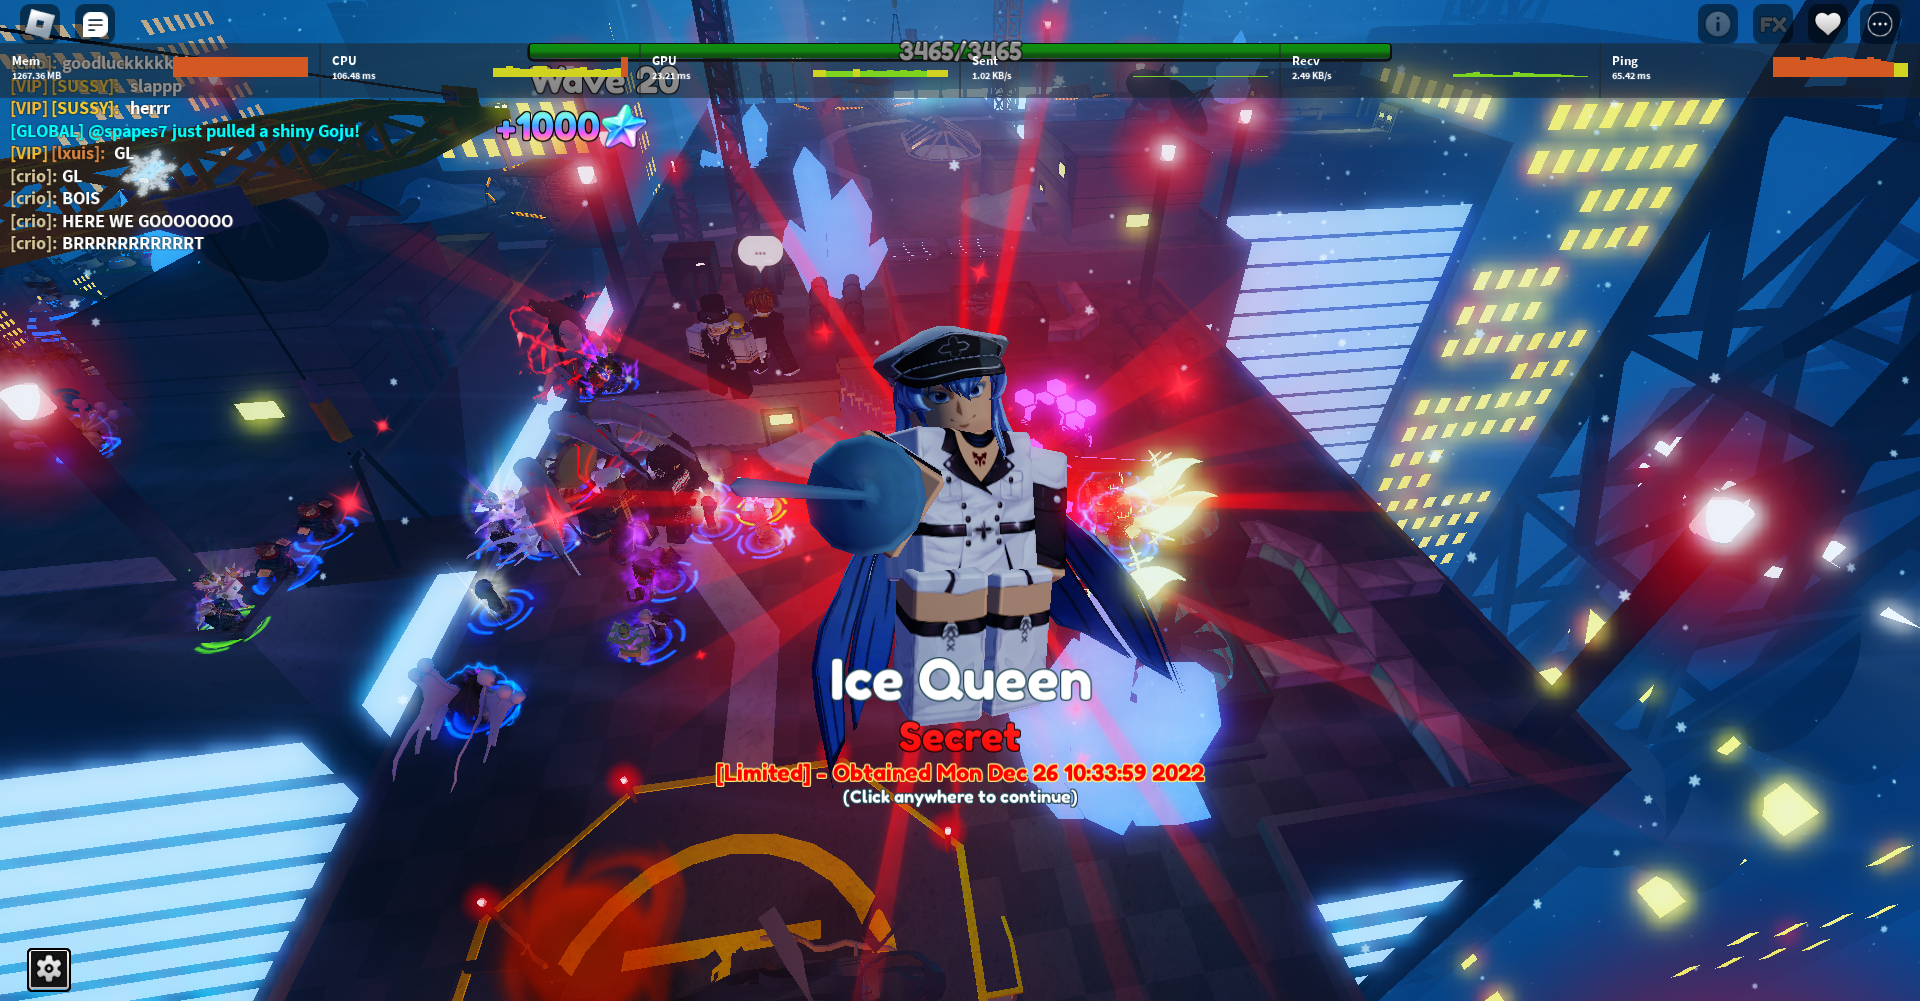 FX
3465/3465
Mem
1267.36 MB
CPU
106.48 ms
GPU
23.21 ms
Sent
1.02 KB/s
Recv
2.49 KB/s
Ping
65.42 ms
Wave 20
+1000
[crio]: goodluckkkkk
[VIP] [SUSSY]: slappp
[VIP] [SUSSY]: herrr
[GLOBAL] @spapes7 just pulled a shiny Goju!
[VIP] [lxuis]: GL
[crio]: GL
[crio]: BOIS
[crio]: HERE WE GOOOOOOO
[crio]: BRRRRRRRRRRRT
...
Ice Queen
Secret
[Limited] - Obtained Mon Dec 26 10:33:59 2022
(Click anywhere to continue)